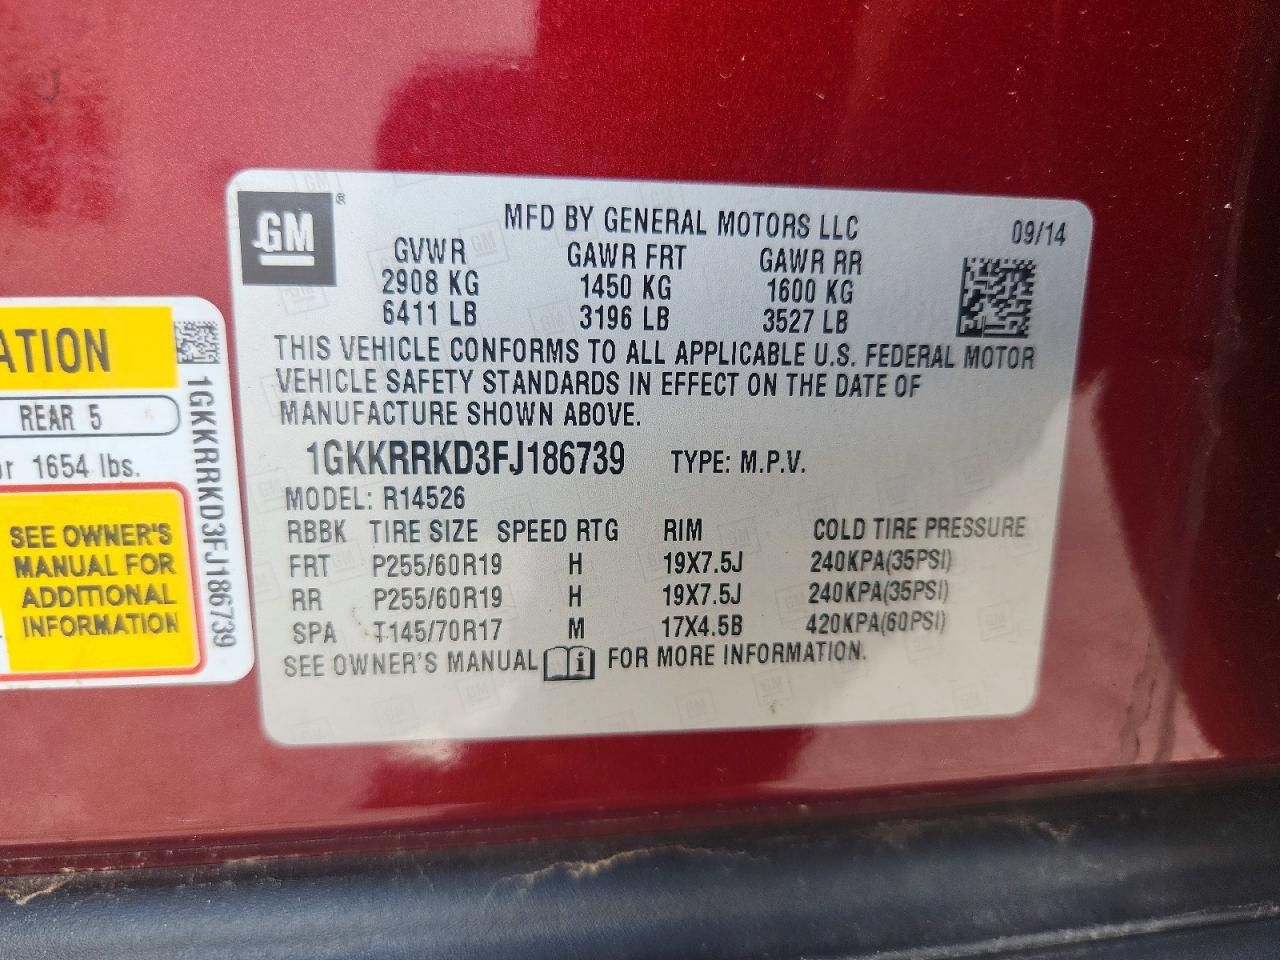 ATION
REAR 5
1654 lbs.
SEE OWNER'S
MANUAL FOR
ADDITIONAL
INFORMATION
1GKKRRKD3FJ186739
GM®
MFD BY GENERAL MOTORS LLC 09/14
GVWR GAWR FRT GAWR RR
2908 KG 1450 KG 1600 KG
6411 LB 3196 LB 3527 LB
THIS VEHICLE CONFORMS TO ALL APPLICABLE U.S. FEDERAL MOTOR
VEHICLE SAFETY STANDARDS IN EFFECT ON THE DATE OF
MANUFACTURE SHOWN ABOVE.
1GKKRRKD3FJ186739 TYPE: M.P.V.
MODEL: R14526
RBBK TIRE SIZE SPEED RTG RIM COLD TIRE PRESSURE
FRT P255/60R19 H 19X7.5J 240KPA(35PSI)
RR P255/60R19 H 19X7.5J 240KPA(35PSI)
SPA T145/70R17 M 17X4.5B 420KPA(60PSI)
SEE OWNER'S MANUAL i FOR MORE INFORMATION.